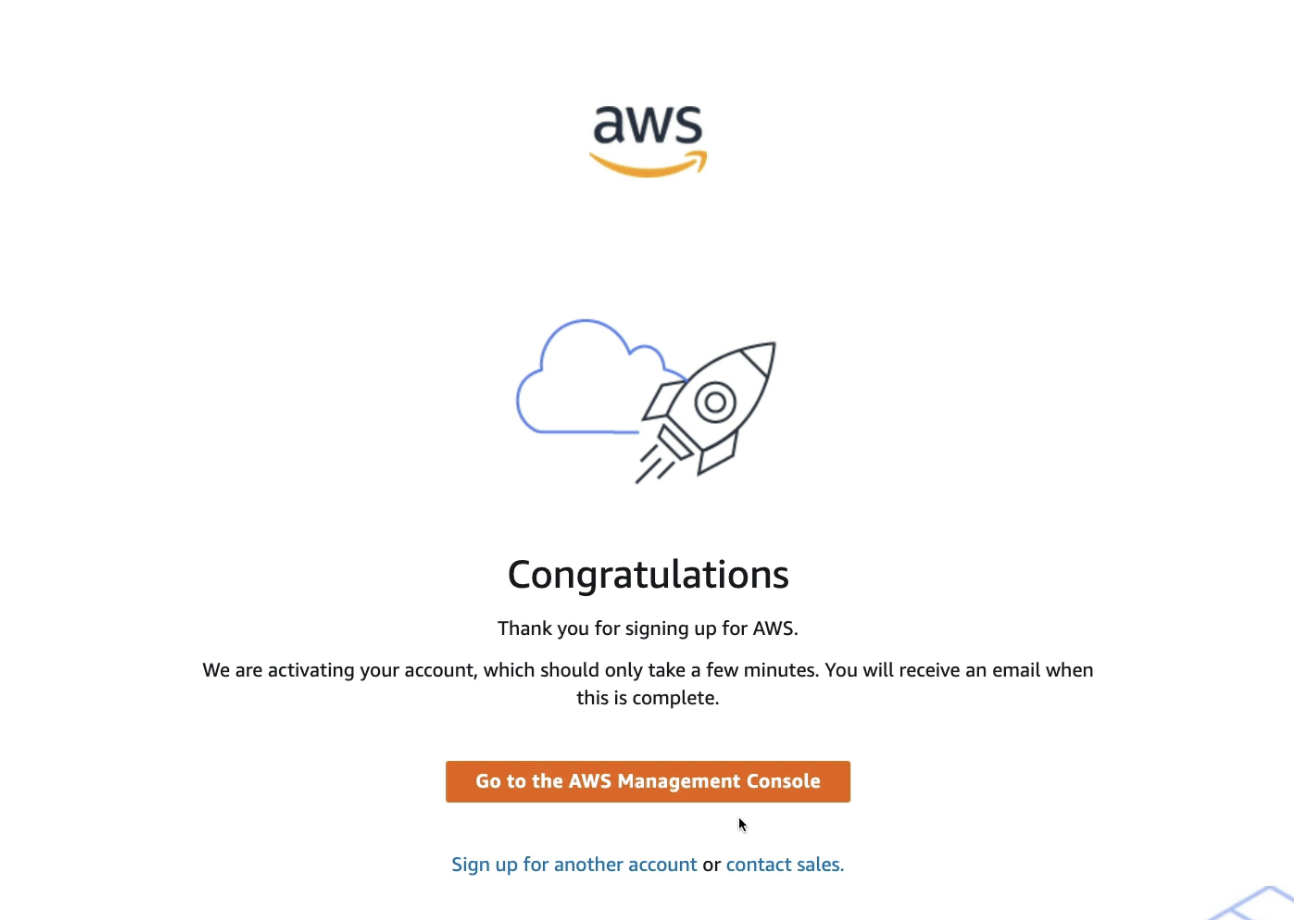 aws
Congratulations
Thank you for signing up for AWS.
We are activating your account, which should only take a few minutes. You will receive an email when
this is complete.
Go to the AWS Management Console
Sign up for another account or contact sales.